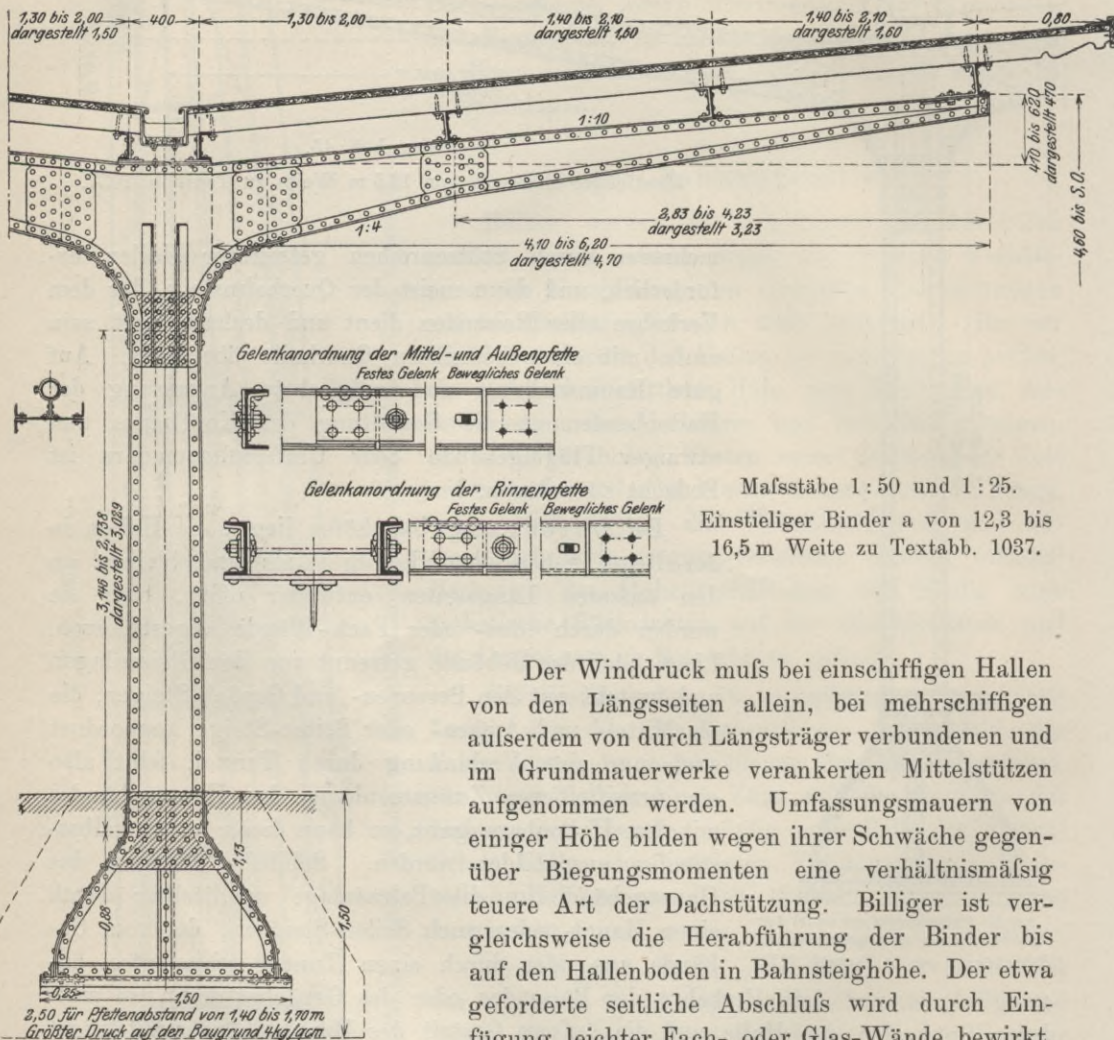 1,30 bis 2,00
dargestellt 1,50
400
1,30 bis 2,00
1,40 bis 2,10
dargestellt 1,60
1,40 bis 2,10
dargestellt 1,60
0,80
1:10
410 bis 620
dargestellt 470
4,60 bis S.O.
2,83 bis 4,23
dargestellt 3,23
1:4
4,10 bis 6,20
dargestellt 4,70
Gelenkanordnung der Mittel- und Außenpfette
Festes Gelenk Bewegliches Gelenk
Gelenkanordnung der Rinnenpfette
Festes Gelenk Bewegliches Gelenk
3,146 bis 2,738
dargestellt 3,029
Maſsstäbe 1 : 50 und 1 : 25.
Einstieliger Binder a von 12,3 bis
16,5 m Weite zu Textabb. 1037.
Der Winddruck muſs bei einschiffigen Hallen
von den Längsseiten allein, bei mehrschiffigen
auſserdem von durch Längsträger verbundenen und
im Grundmauerwerke verankerten Mittelstützen
aufgenommen werden. Umfassungsmauern von
einiger Höhe bilden wegen ihrer Schwäche gegen-
über Biegungsmomenten eine verhältnismäſsig
teuere Art der Dachstützung. Billiger ist ver-
gleichsweise die Herabführung der Binder bis
auf den Hallenboden in Bahnsteighöhe. Der etwa
geforderte seitliche Abschluſs wird durch Ein-
fügung leichter Fach- oder Glas-Wände bewirkt.
1,13
0,88
1,50
0,25
1,50
2,50 für Pfettenabstand von 1,40 bis 1,70 m
Größter Druck auf den Baugrund 4 kg/qcm